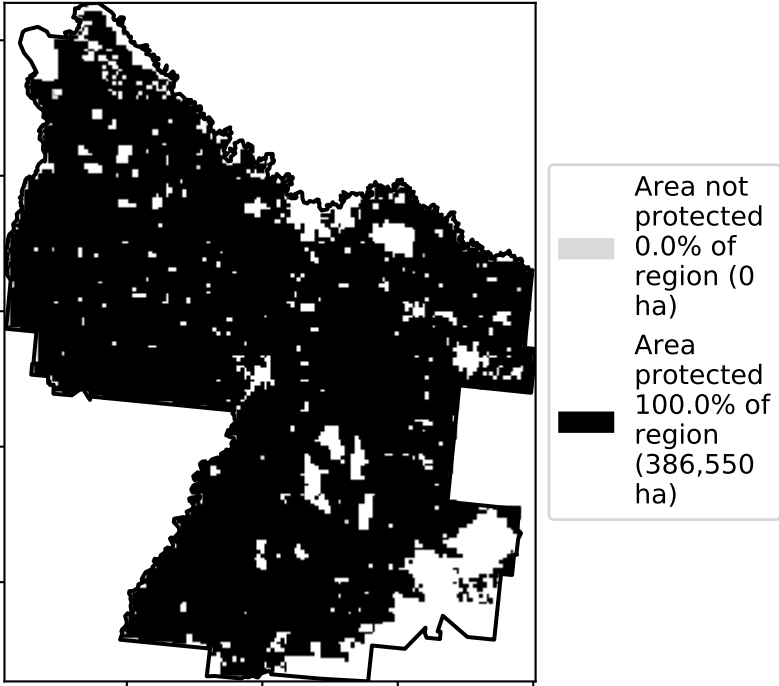 Area not
protected
0.0% of
region (0
ha)
Area
protected
100.0% of
region
(386,550
ha)